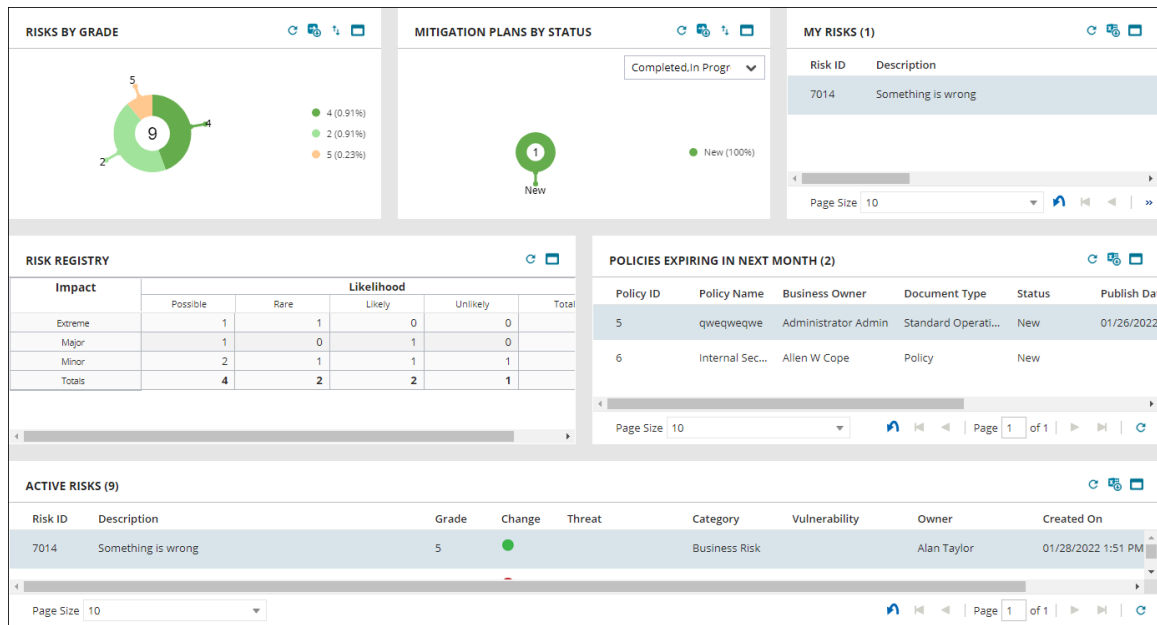 RISKS BY GRADE
5
4
9
2
4 (0.91%)
2 (0.91%)
5 (0.23%)
MITIGATION PLANS BY STATUS
Completed,In Progr
1
New
New (100%)
MY RISKS (1)
Risk ID Description
7014 Something is wrong
Page Size 10
RISK REGISTRY
Impact Likelihood
Possible Rare Likely Unlikely Total
Extreme 1 1 0 0
Major 1 0 1 0
Minor 2 1 1 1
Totals 4 2 2 1
POLICIES EXPIRING IN NEXT MONTH (2)
Policy ID Policy Name Business Owner Document Type Status Publish Da
5 qweqweqwe Administrator Admin Standard Operati... New 01/26/2022
6 Internal Sec... Allen W Cope Policy New
Page Size 10 Page 1 of 1
ACTIVE RISKS (9)
Risk ID Description Grade Change Threat Category Vulnerability Owner Created On
7014 Something is wrong 5 Business Risk Alan Taylor 01/28/2022 1:51 PM
Page Size 10 Page 1 of 1